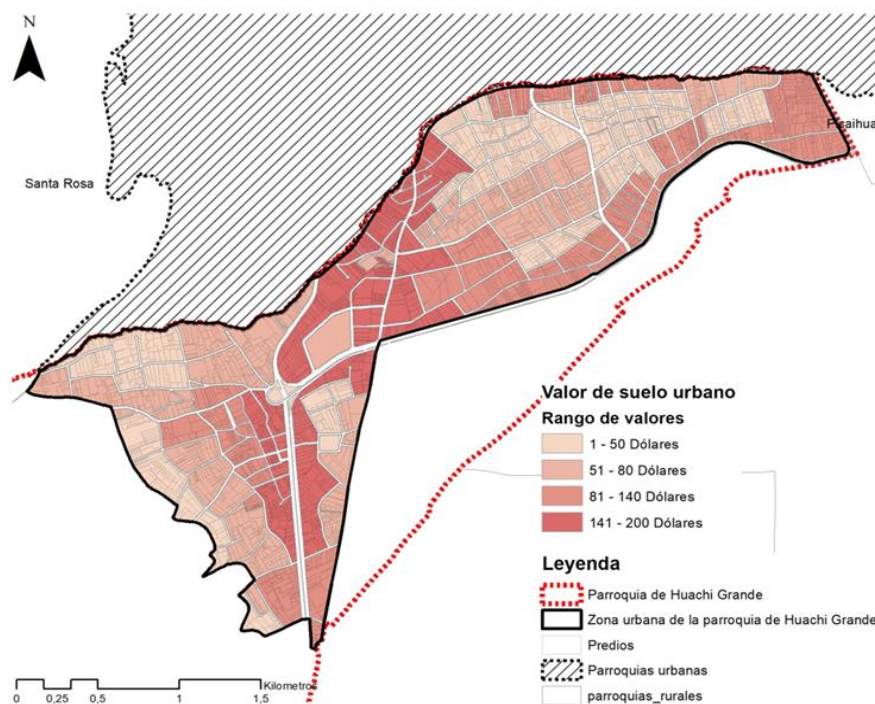 N
Picaihua
Santa Rosa
Valor de suelo urbano
Rango de valores
1 - 50 Dólares
51 - 80 Dólares
81 - 140 Dólares
141 - 200 Dólares
Leyenda
Parroquia de Huachi Grande
Zona urbana de la parroquia de Huachi Grande
Predios
Parroquias urbanas
parroquias_rurales
Kilometros
0 0,25 0,5 1 1,5